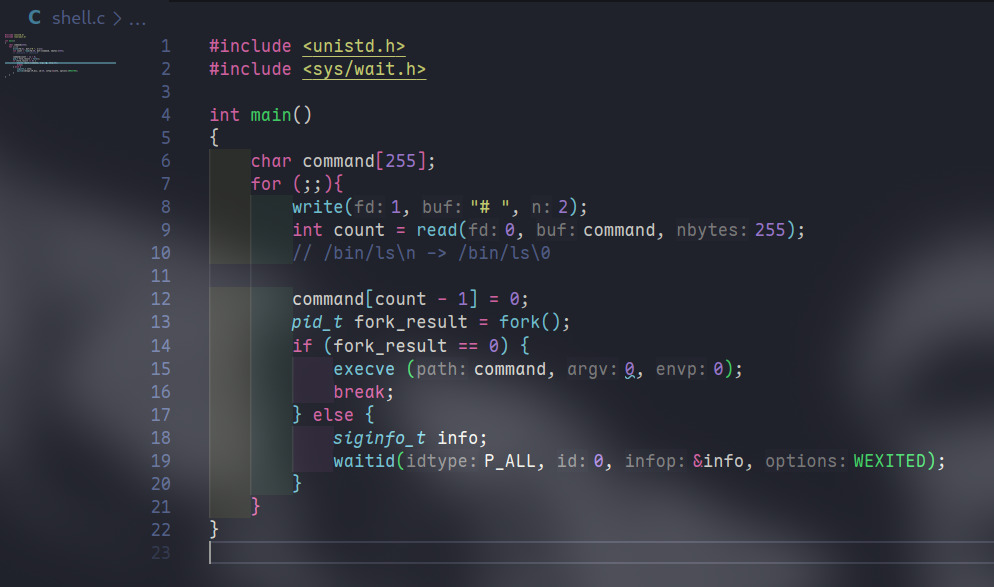 C shell.c > ...
1 #include <unistd.h>
2 #include <sys/wait.h>
3
4 int main()
5 {
6     char command[255];
7     for (;;){
8         write(fd: 1, buf: "# ", n: 2);
9         int count = read(fd: 0, buf: command, nbytes: 255);
10         // /bin/ls\n -> /bin/ls\0
11
12         command[count - 1] = 0;
13         pid_t fork_result = fork();
14         if (fork_result == 0) {
15             execve (path: command, argv: 0, envp: 0);
16             break;
17         } else {
18             siginfo_t info;
19             waitid(idtype: P_ALL, id: 0, infop: &info, options: WEXITED);
20         }
21     }
22 }
23